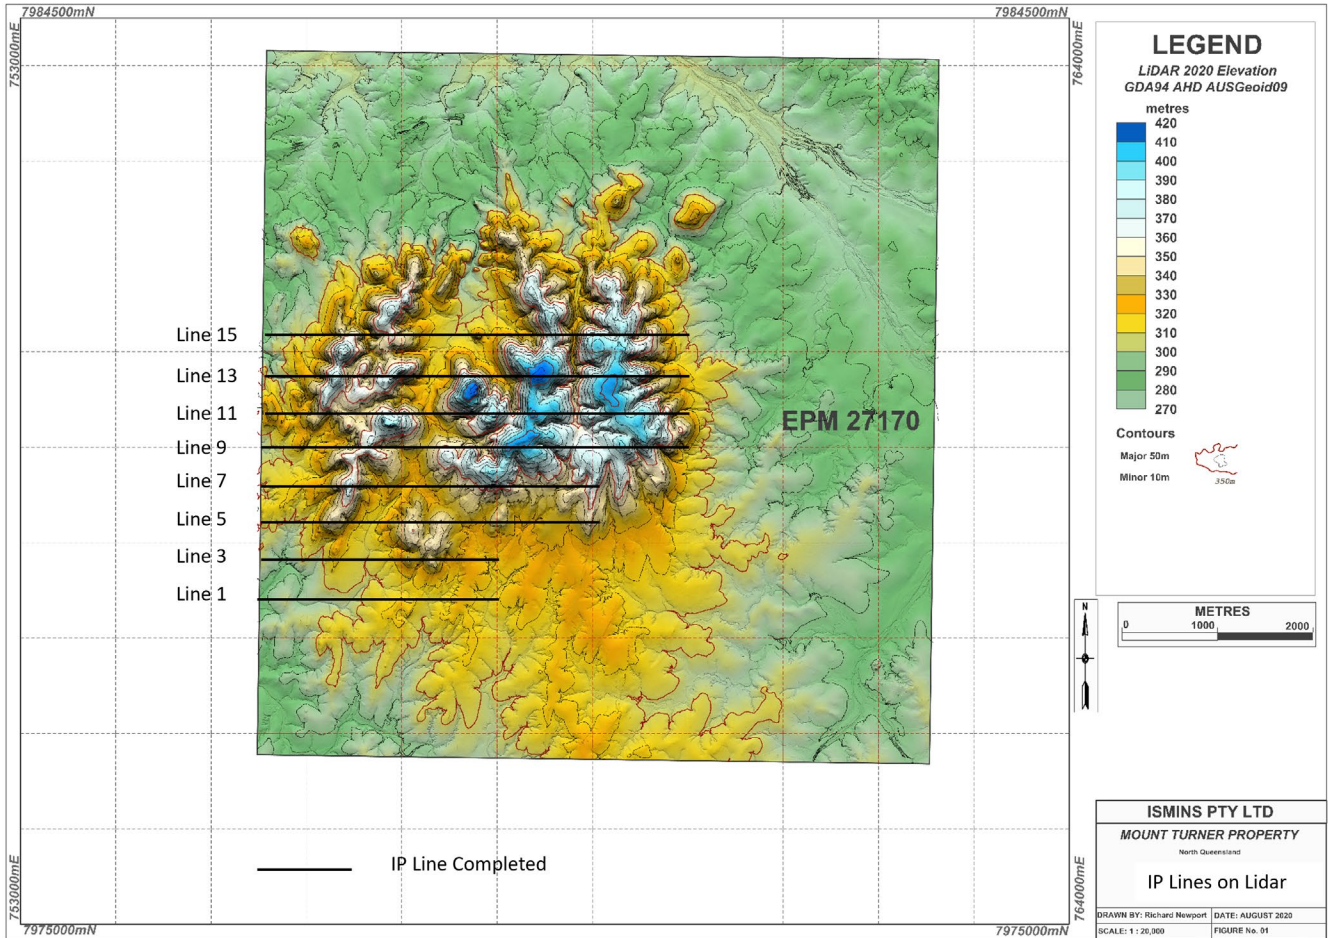 7984500mN
7984500mN
753000mE
764000mE
LEGEND
LiDAR 2020 Elevation
GDA94 AHD AUSGeoid09
metres
420
410
400
390
380
370
360
350
340
330
320
310
300
290
280
270
Contours
Major 50m
Minor 10m
350m
Line 15
Line 13
Line 11
Line 9
Line 7
Line 5
Line 3
Line 1
EPM 27170
N
METRES
0 1000 2000
IP Line Completed
ISMINS PTY LTD
MOUNT TURNER PROPERTY
North Queensland
IP Lines on Lidar
DRAWN BY: Richard Newport
DATE: AUGUST 2020
SCALE: 1 : 20,000
FIGURE No. 01
753000mE
764000mE
7975000mN
7975000mN